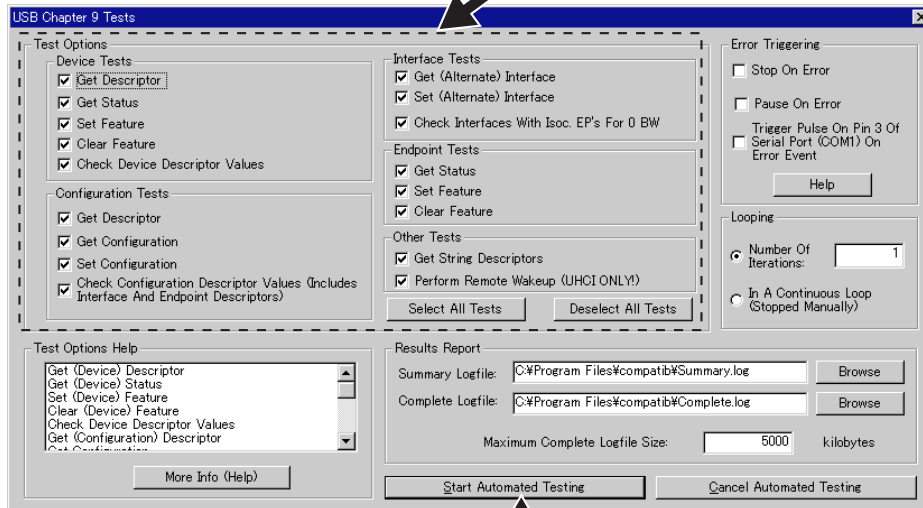 USB Chapter 9 Tests
Test Options
Device Tests
Get Descriptor
Get Status
Set Feature
Clear Feature
Check Device Descriptor Values
Configuration Tests
Get Descriptor
Get Configuration
Set Configuration
Check Configuration Descriptor Values (Includes
Interface And Endpoint Descriptors)
Interface Tests
Get (Alternate) Interface
Set (Alternate) Interface
Check Interfaces With Isoc. EP's For 0 BW
Endpoint Tests
Get Status
Set Feature
Clear Feature
Other Tests
Get String Descriptors
Perform Remote Wakeup (UHCI ONLY!)
Select All Tests
Deselect All Tests
Error Triggering
Stop On Error
Pause On Error
Trigger Pulse On Pin 3 Of
Serial Port (COM1) On
Error Event
Help
Looping
Number Of
Iterations:
1
In A Continuous Loop
(Stopped Manually)
Test Options Help
Get (Device) Descriptor
Get (Device) Status
Set (Device) Feature
Clear (Device) Feature
Check Device Descriptor Values
Get (Configuration) Descriptor
Get Configuration
More Info (Help)
Results Report
Summary Logfile: C:¥Program Files¥compatib¥Summary.log Browse
Complete Logfile: C:¥Program Files¥compatib¥Complete.log Browse
Maximum Complete Logfile Size: 5000 kilobytes
Start Automated Testing
Cancel Automated Testing